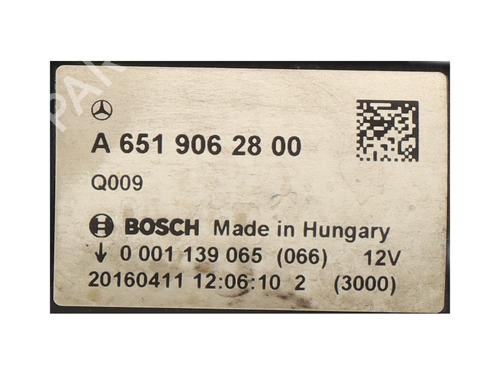 A 651 906 28 00
Q009
BOSCH Made in Hungary
↓ 0 001 139 065 (066) 12V
20160411 12:06:10 2 (3000)